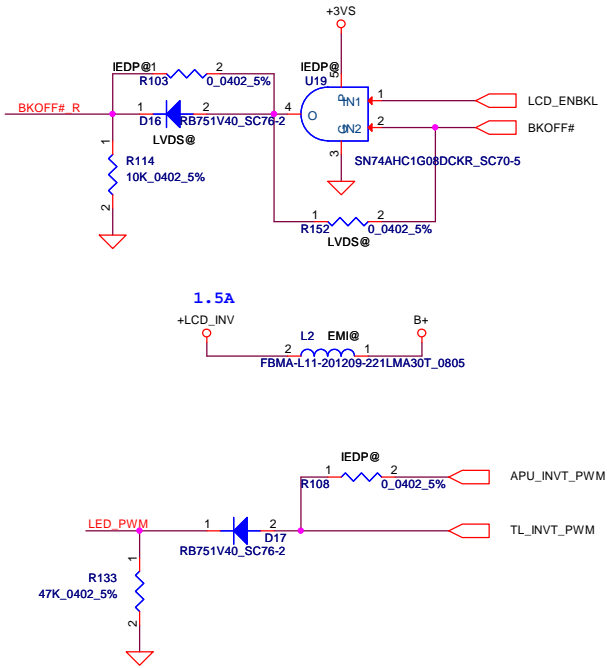 +3VS
IEDP@ 1 2
R103 0_0402_5%
IEDP@
U19
5
P
BKOFF#_R
1 2
D16 RB751V40_SC76-2
LVDS@
4
O
IN1
IN2
G
1
LCD_ENBKL
2
BKOFF#
3
SN74AHC1G08DCKR_SC70-5
1
R114
10K_0402_5%
2
1 2
R152 0_0402_5%
LVDS@
1.5A
+LCD_INV
B+
L2 EMI@
2 1
FBMA-L11-201209-221LMA30T_0805
IEDP@
1 2
R108 0_0402_5%
APU_INVT_PWM
LED_PWM
1 2
D17
RB751V40_SC76-2
TL_INVT_PWM
1
R133
47K_0402_5%
2